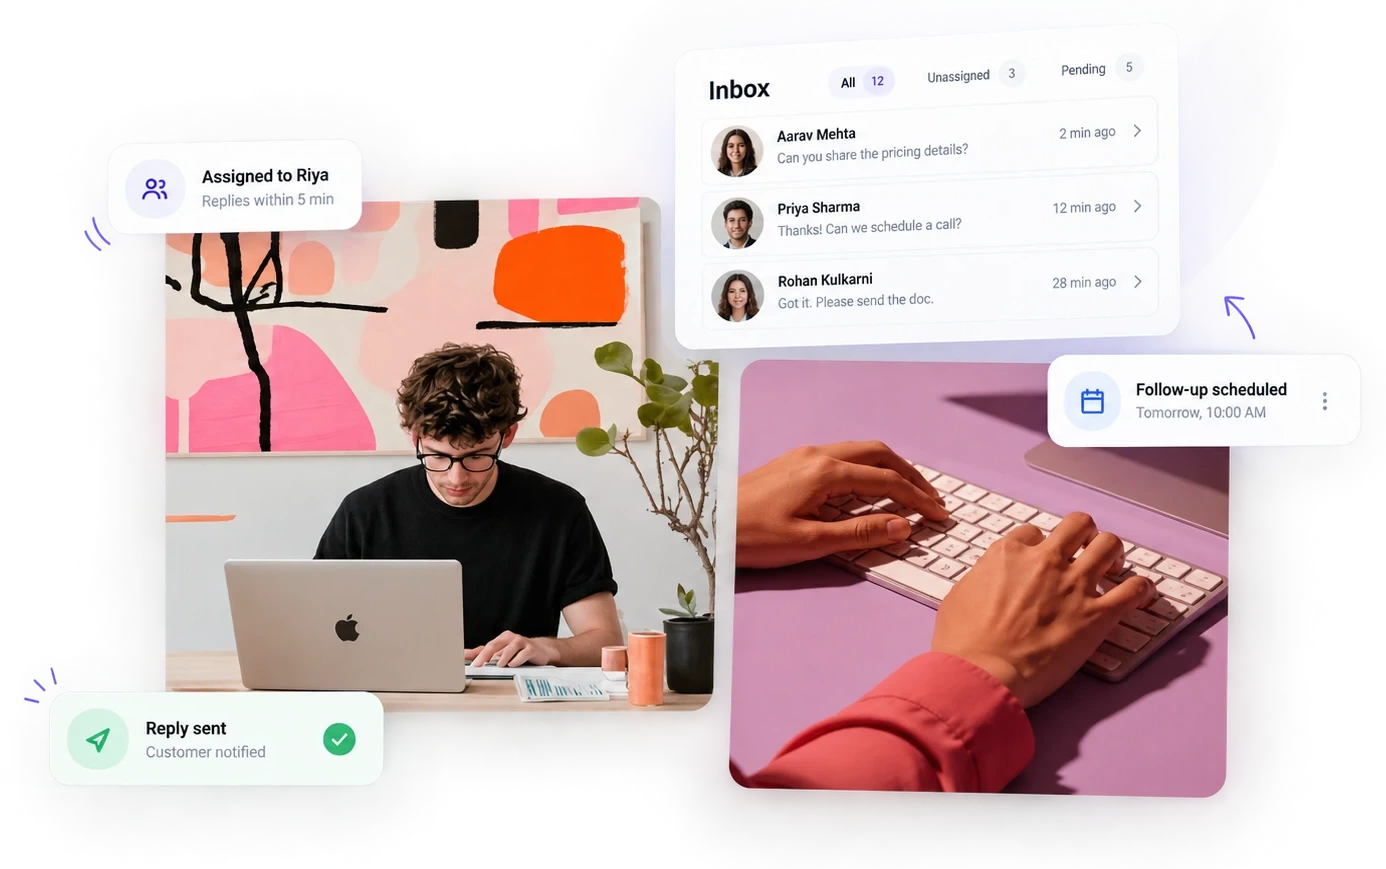 Inbox
All 12
Unassigned 3
Pending 5
Aarav Mehta
Can you share the pricing details?
2 min ago
Priya Sharma
Thanks! Can we schedule a call?
12 min ago
Rohan Kulkarni
Got it. Please send the doc.
28 min ago
Assigned to Riya
Replies within 5 min
Follow-up scheduled
Tomorrow, 10:00 AM
Reply sent
Customer notified